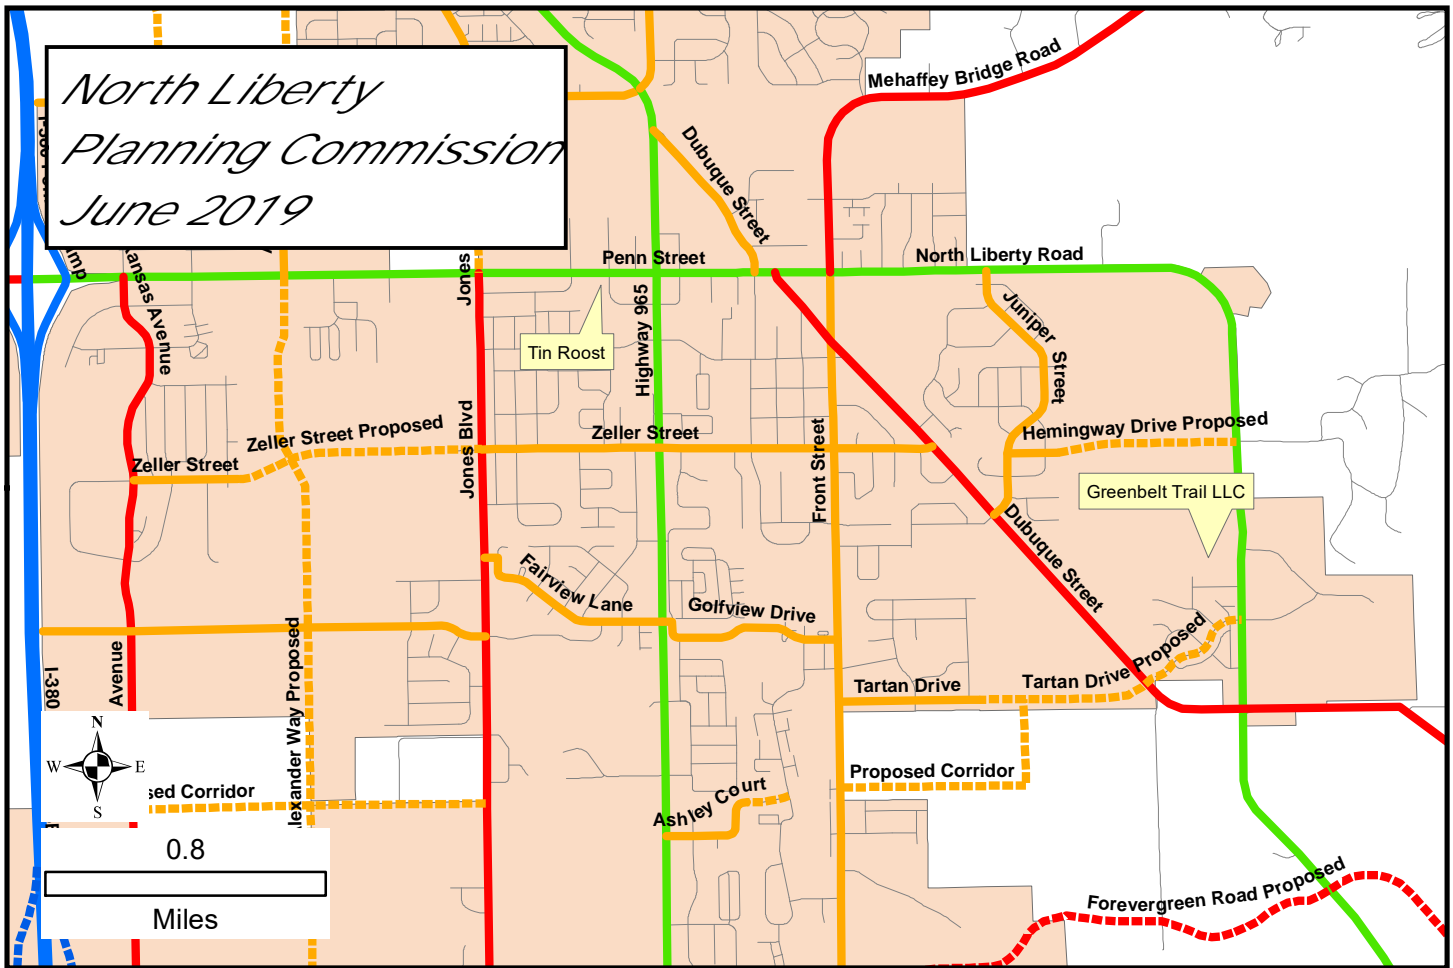 North Liberty
Planning Commission
June 2019
Mehaffey Bridge Road
Dubuque Street
Penn Street
North Liberty Road
Jones
Avenue
Tin Roost
Highway 965
Juniper Street
Zeller Street Proposed
Zeller Street
Jones Blvd
Zeller Street
Front Street
Hemingway Drive Proposed
Greenbelt Trail LLC
Dubuque Street
Fairview Lane
Golfview Drive
I-380
Avenue
Way Proposed
Tartan Drive
Tartan Drive Proposed
N
W
E
S
Corridor
Proposed Corridor
Ashley Court
0.8
Miles
Forevergreen Road Proposed